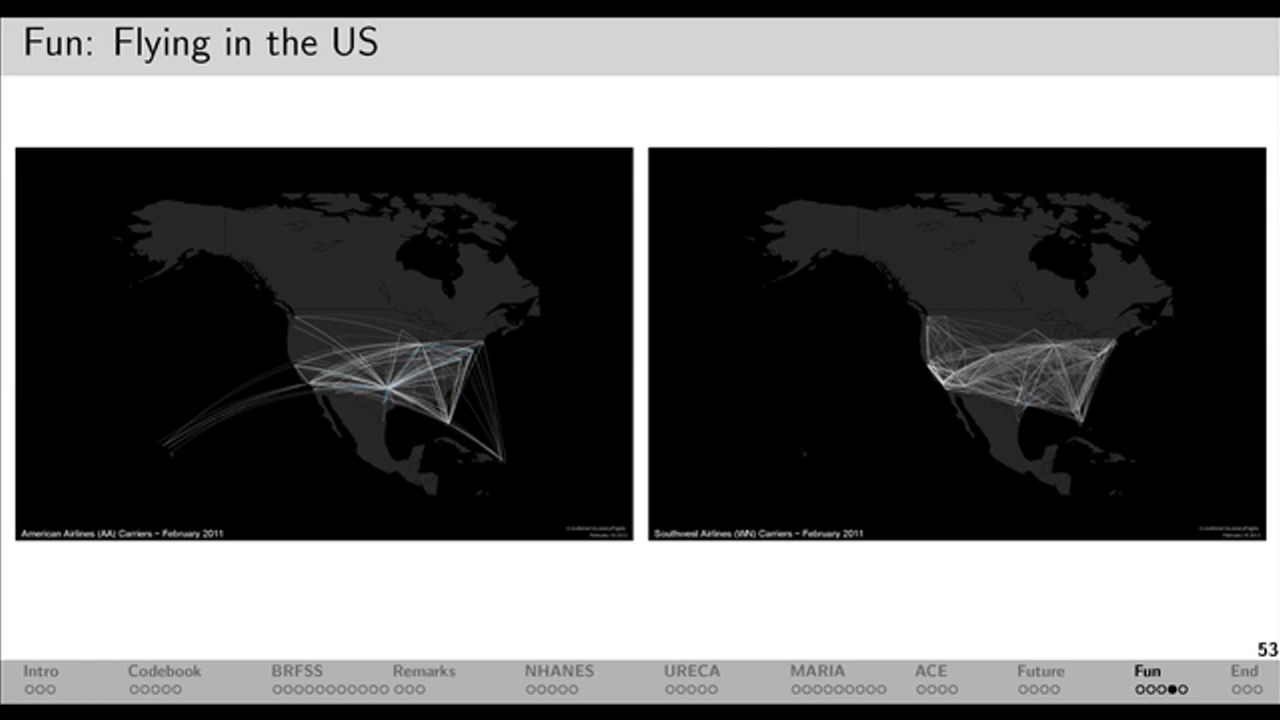 Fun: Flying in the US
American Airlines (AA) Carriers ~ February 2011
Southwest Airlines (WN) Carriers ~ February 2011
53
Intro Codebook BRFSS Remarks NHANES URECA MARIA ACE Future Fun End